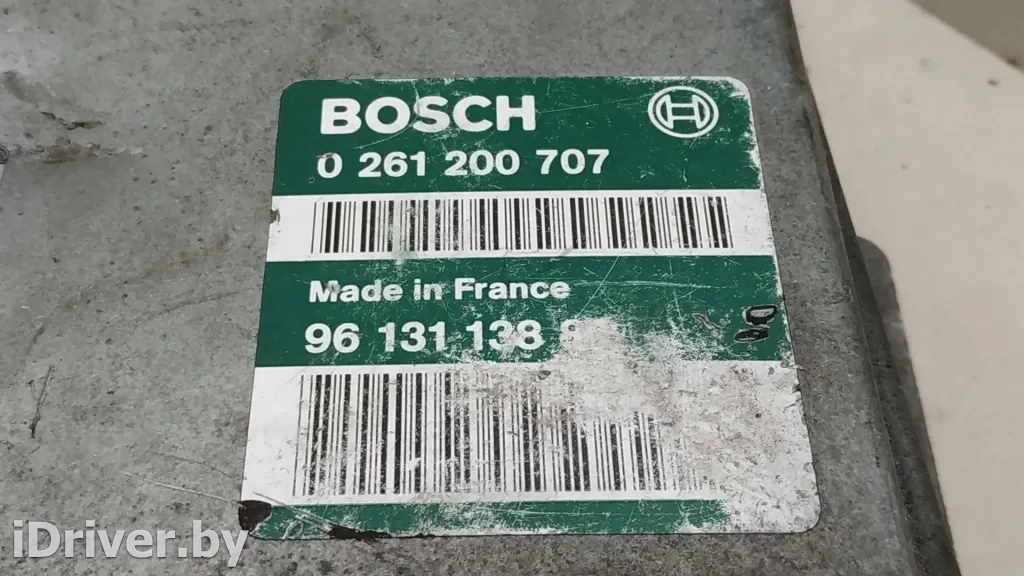 BOSCH
0 261 200 707
Made in France
96 131 138
iDriver.by